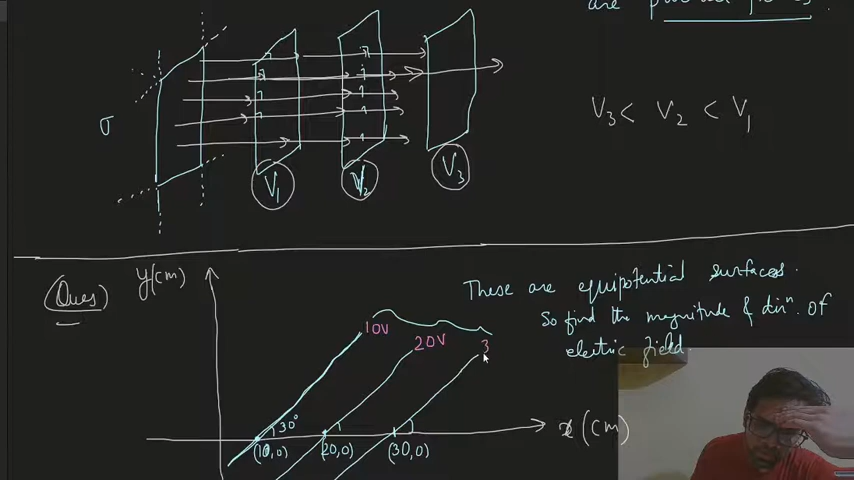 are
σ
V₁
V₂
V₃
V₃ < V₂ < V₁
Ques
y(cm)
These are equipotential surfaces.
So find the magnitude & dirⁿ. of
electric field
10V
20V
3
30°
(10,0)
(20,0)
(30,0)
x(cm)